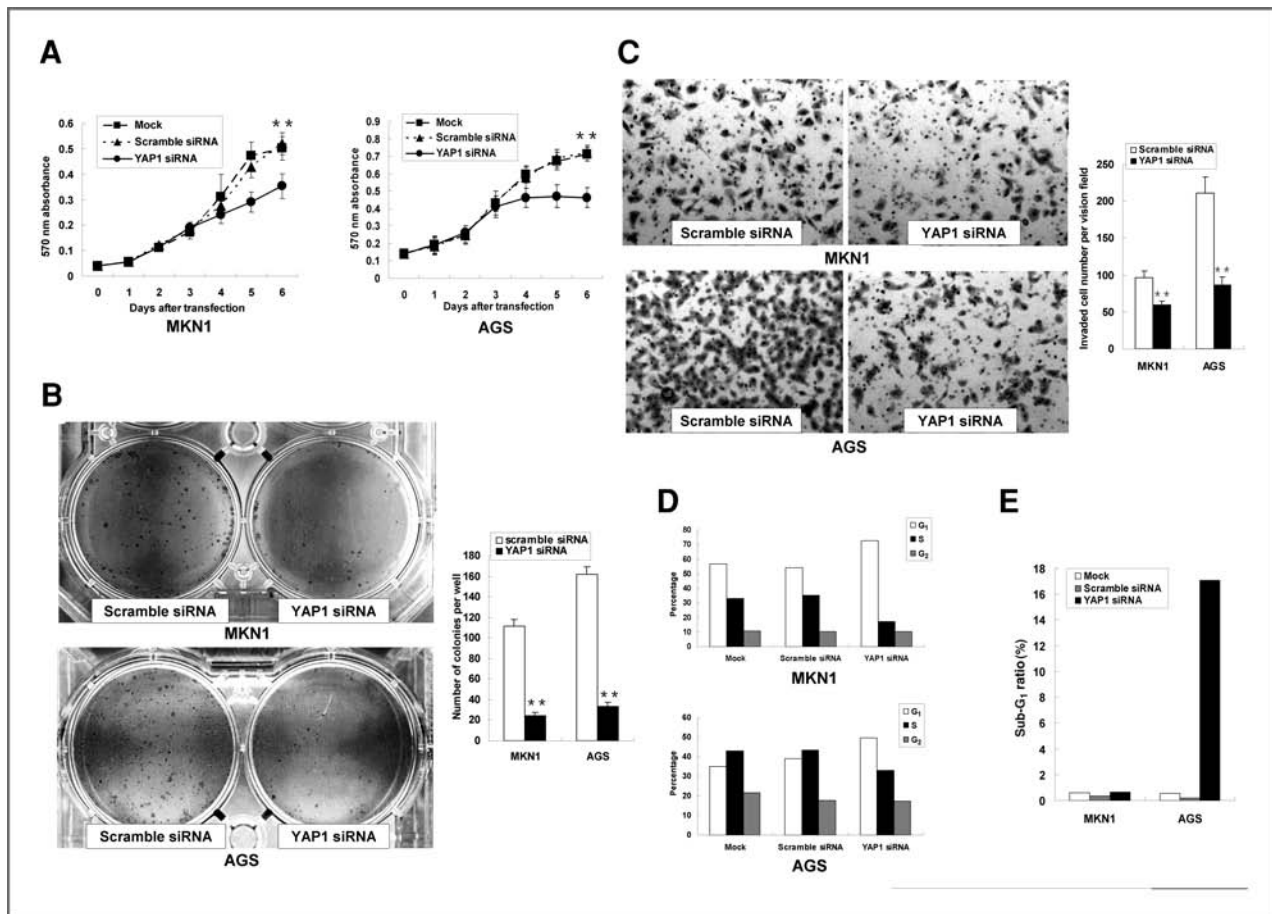 A
Mock
Scramble siRNA
YAP1 siRNA
**
570 nm absorbance
0.6
0.5
0.4
0.3
0.2
0.1
0
0 1 2 3 4 5 6
Days after transfection
MKN1
Mock
Scramble siRNA
YAP1 siRNA
**
570 nm absorbance
0.9
0.8
0.7
0.6
0.5
0.4
0.3
0.2
0.1
0
0 1 2 3 4 5 6
Days after transfection
AGS
B
Scramble siRNA YAP1 siRNA
MKN1
Scramble siRNA YAP1 siRNA
AGS
scramble siRNA
YAP1 siRNA
Number of colonies per well
180
160
140
120
100
80
60
40
20
0
** **
MKN1 AGS
C
Scramble siRNA YAP1 siRNA
MKN1
Scramble siRNA YAP1 siRNA
AGS
Scramble siRNA
YAP1 siRNA
Invaded cell number per vision field
250
200
150
100
50
0
** **
MKN1 AGS
D
G1
S
G2
Percentage
80
70
60
50
40
30
20
10
0
Mock Scramble siRNA YAP1 siRNA
MKN1
G1
S
G2
Percentage
60
50
40
30
20
10
0
Mock Scramble siRNA YAP1 siRNA
AGS
E
Mock
Scramble siRNA
YAP1 siRNA
Sub-G1 ratio (%)
18
16
14
12
10
8
6
4
2
0
MKN1 AGS